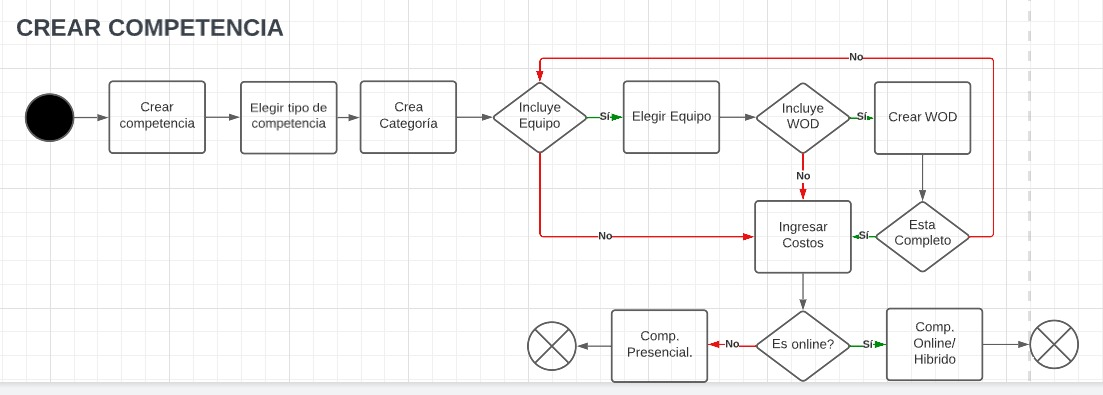 CREAR COMPETENCIA
No
Crear
competencia
Elegir tipo de
competencia
Crea
Categoría
Incluye
Equipo
Sí
Elegir Equipo
Incluye
WOD
Sí
Crear WOD
No
No
Ingresar
Costos
Sí
Esta
Completo
Comp.
Presencial.
No
Es online?
Sí
Comp.
Online/
Hibrido